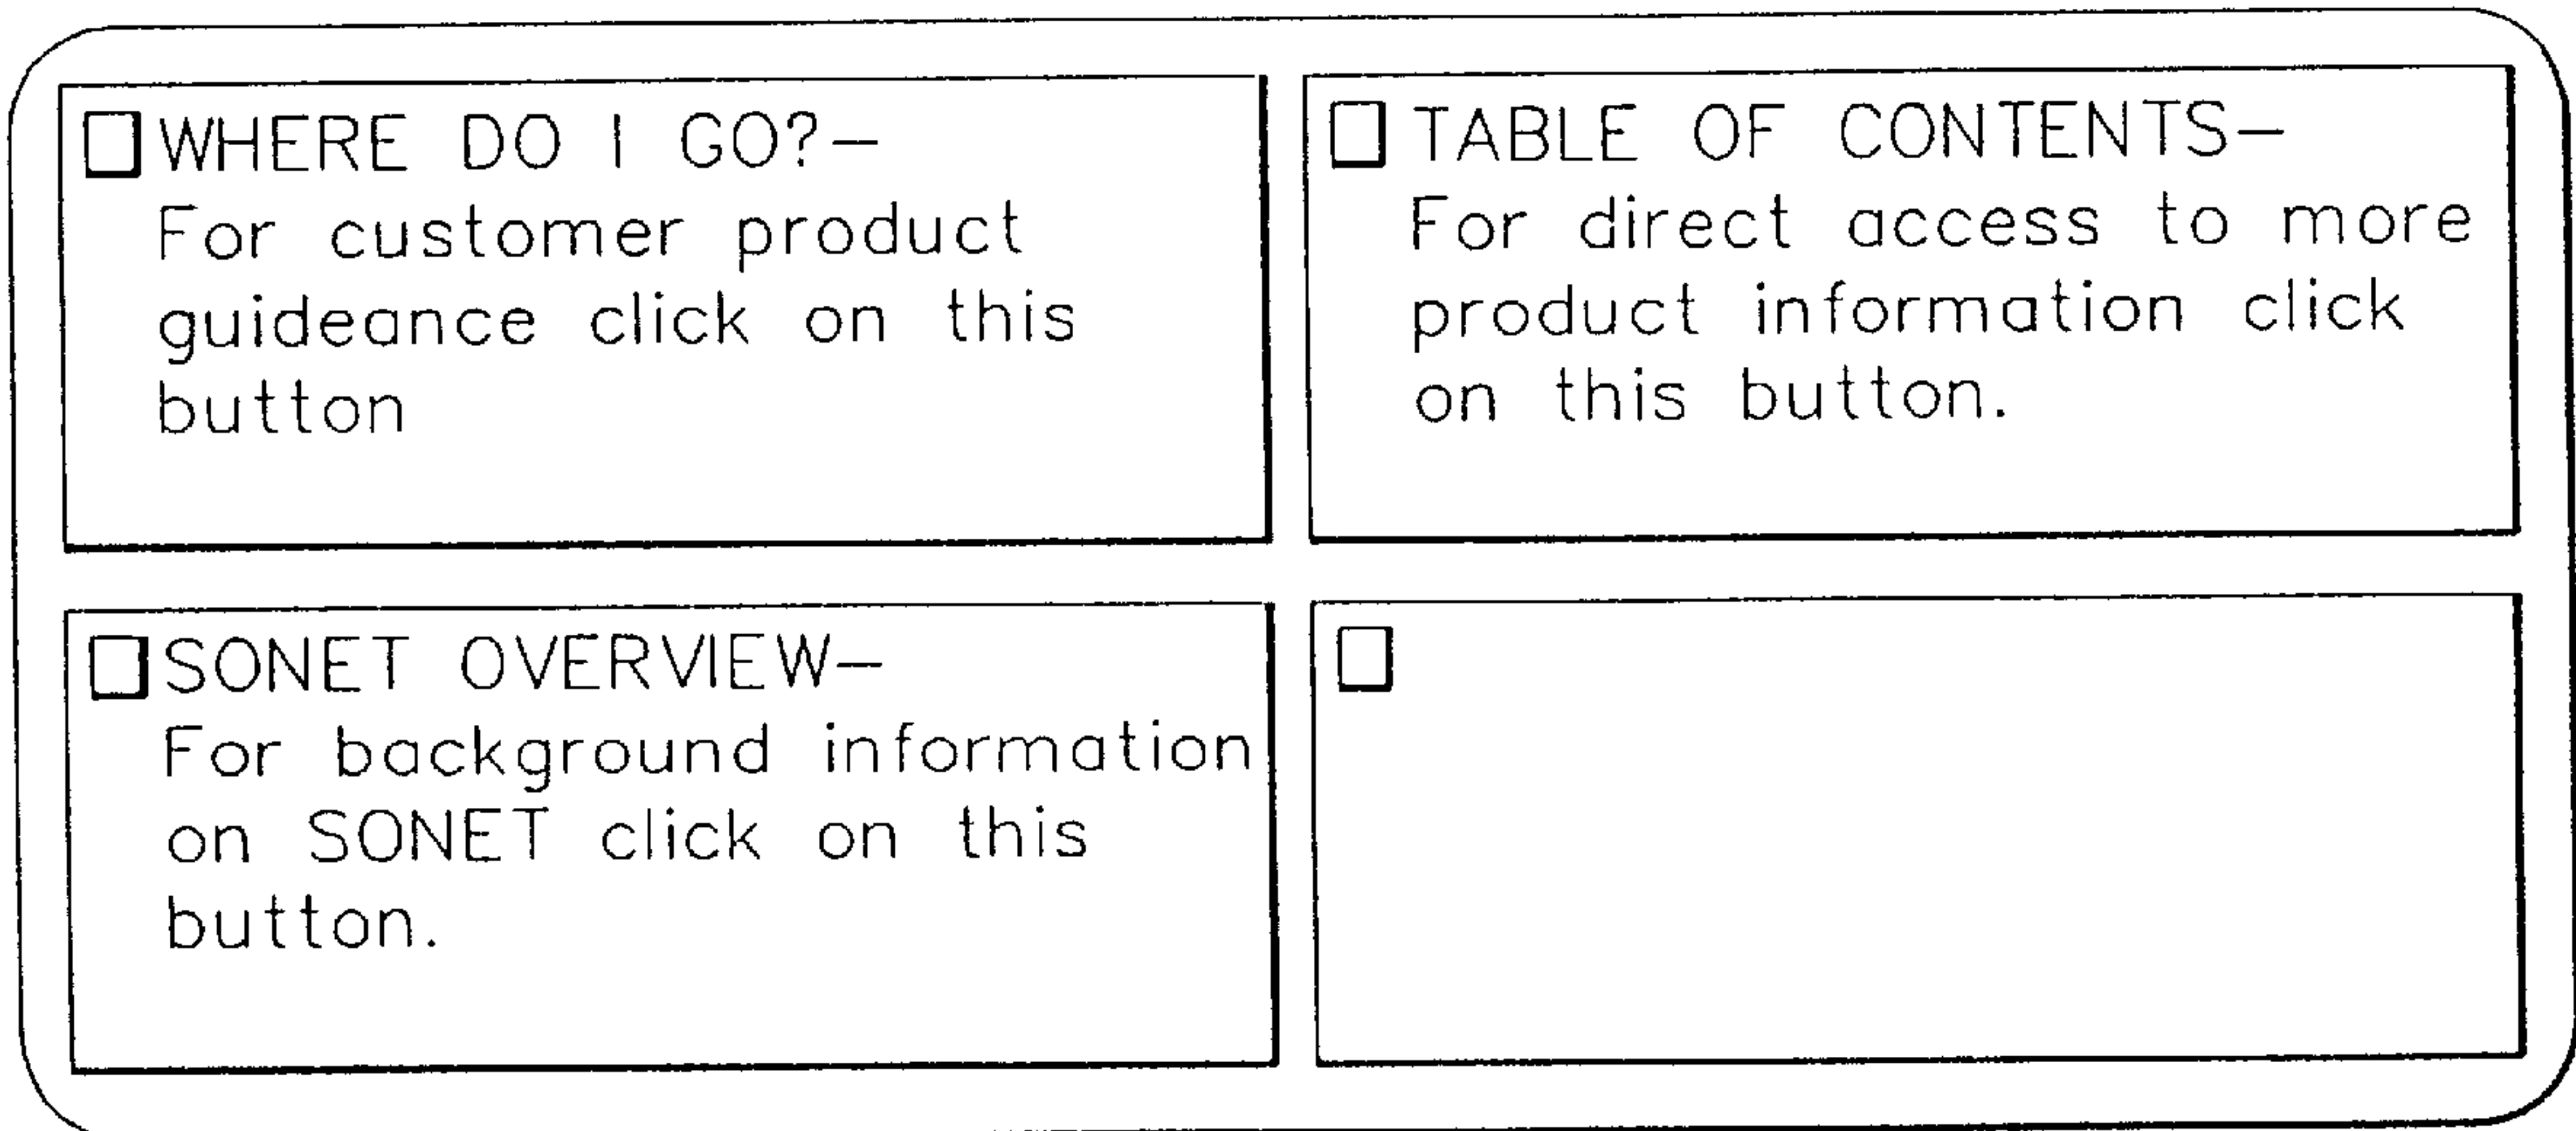 WHERE DO I GO?—
For customer product
guideance click on this
button
TABLE OF CONTENTS—
For direct access to more
product information click
on this button.
SONET OVERVIEW—
For background information
on SONET click on this
button.